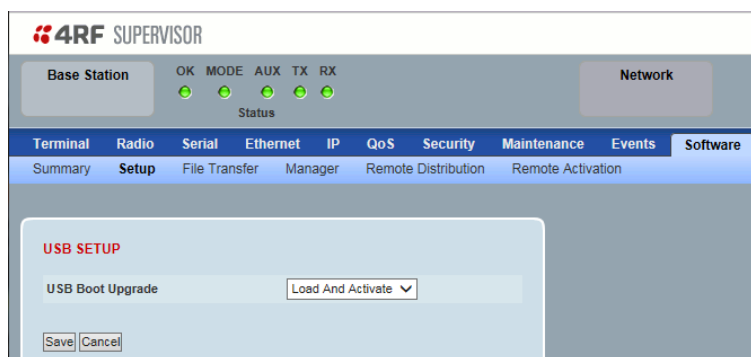 4RF SUPERVISOR
Base Station OK MODE AUX TX RX Network
Status
Terminal Radio Serial Ethernet IP QoS Security Maintenance Events Software
Summary Setup File Transfer Manager Remote Distribution Remote Activation
USB SETUP
USB Boot Upgrade Load And Activate
Save Cancel